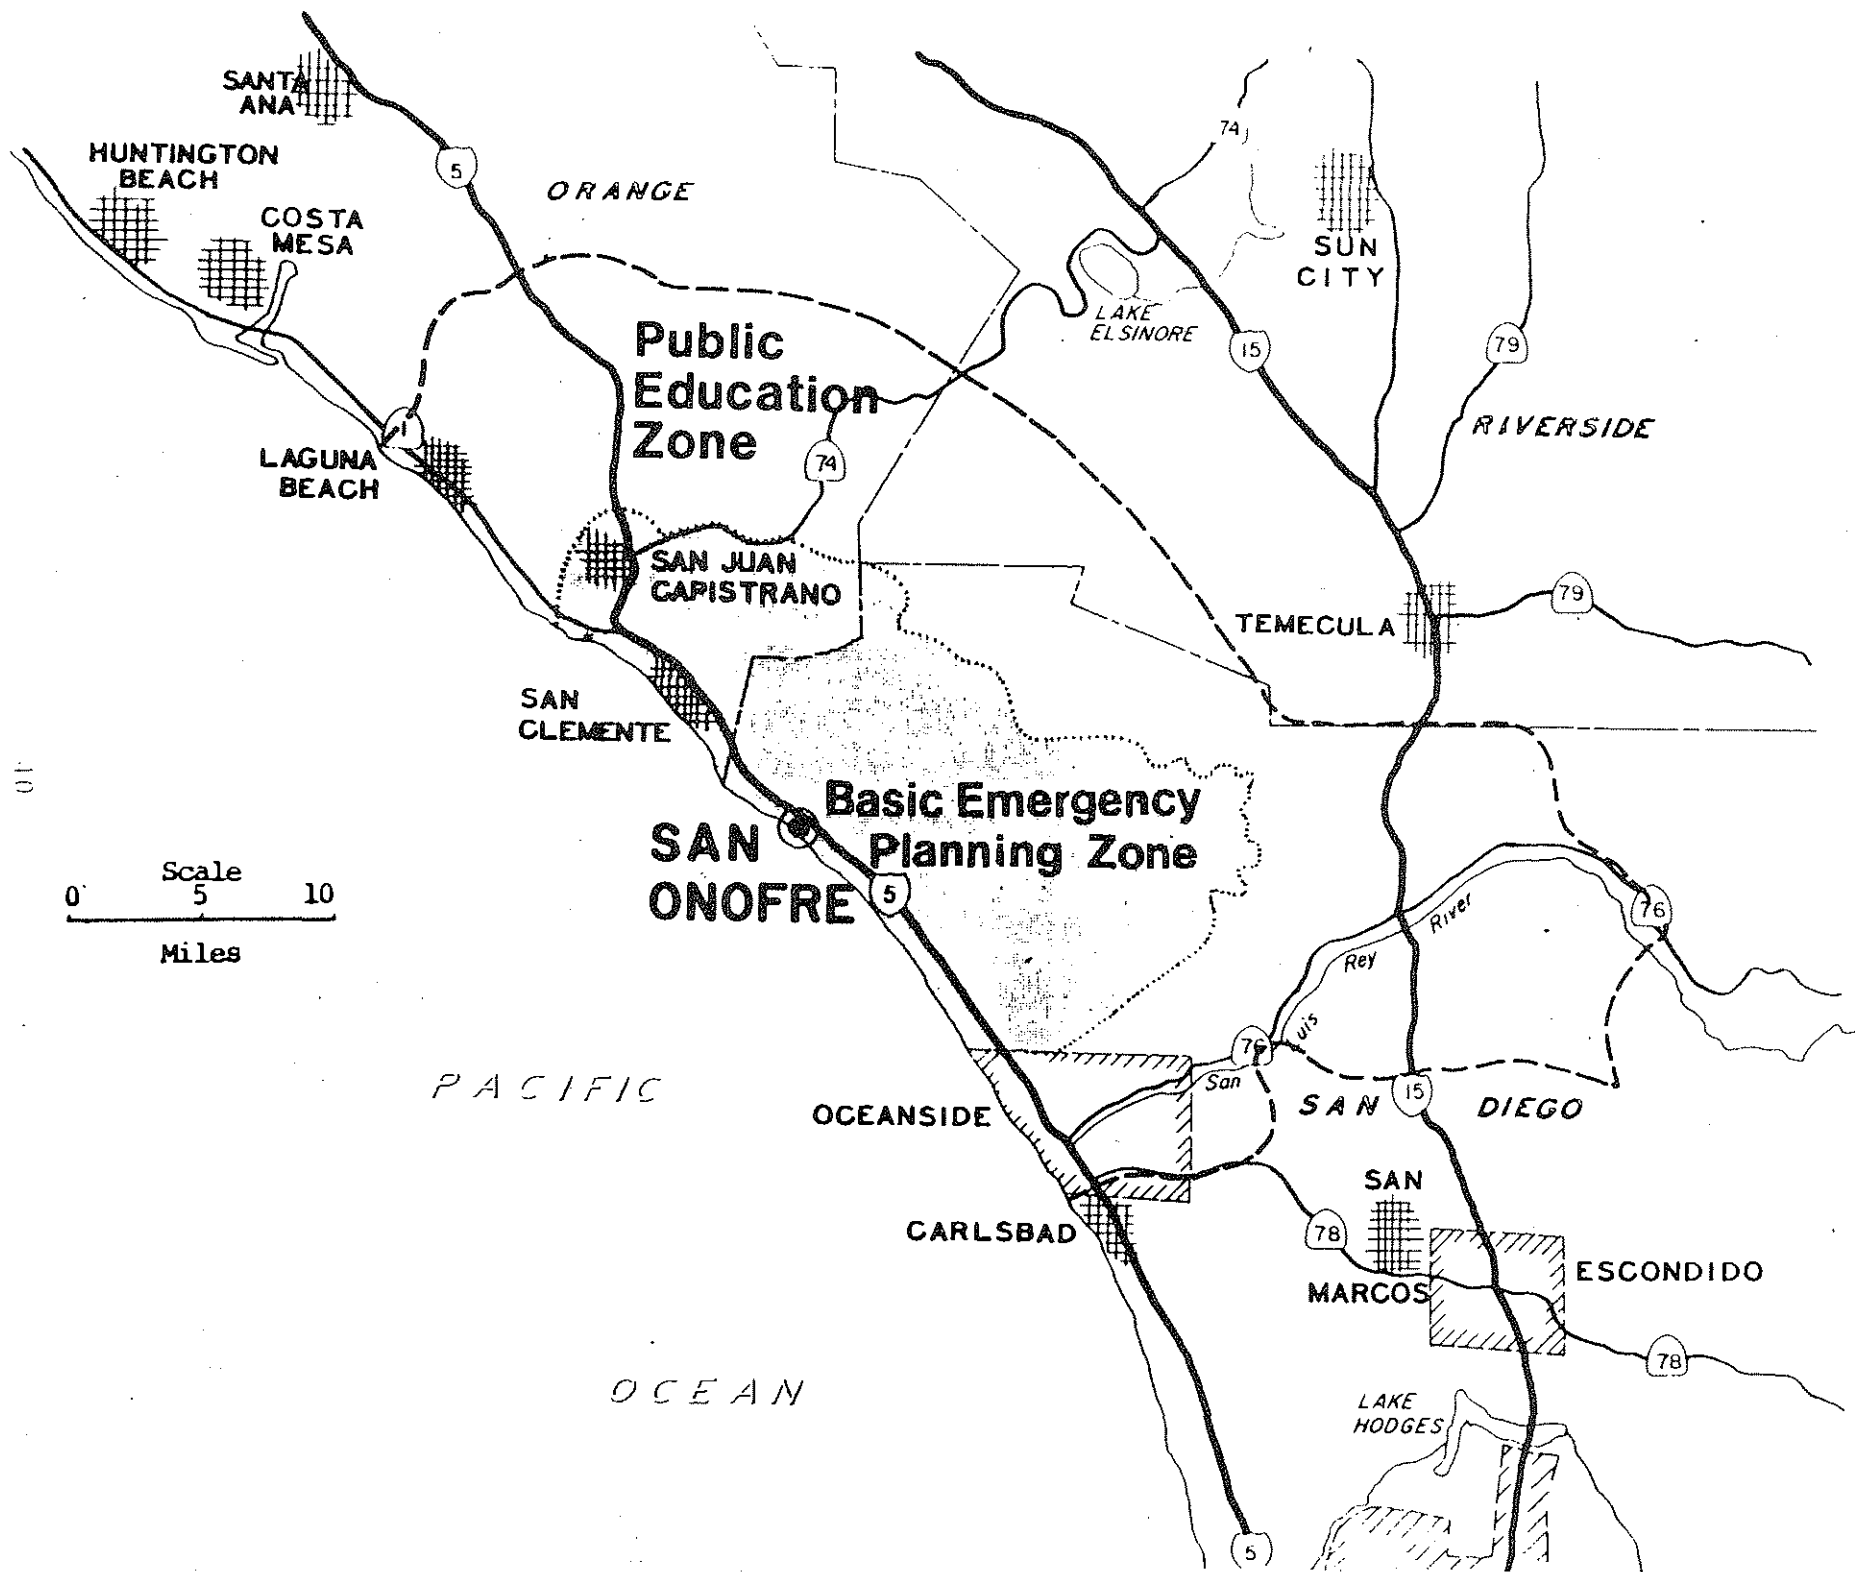 SANTA
ANA
HUNTINGTON
BEACH
COSTA
MESA
5
ORANGE
74
SUN
CITY
LAKE
ELSINORE
15
79
Public
Education
Zone
1
LAGUNA
BEACH
74
RIVERSIDE
SAN JUAN
CAPISTRANO
79
TEMECULA
SAN
CLEMENTE
Basic Emergency
Planning Zone
SAN
ONOFRE
5
Scale
0 5 10
Miles
76
River
Rey
Luis
76
San
PACIFIC
OCEANSIDE
15
SAN DIEGO
SAN
MARCOS
CARLSBAD
78
ESCONDIDO
78
OCEAN
LAKE
HODGES
5